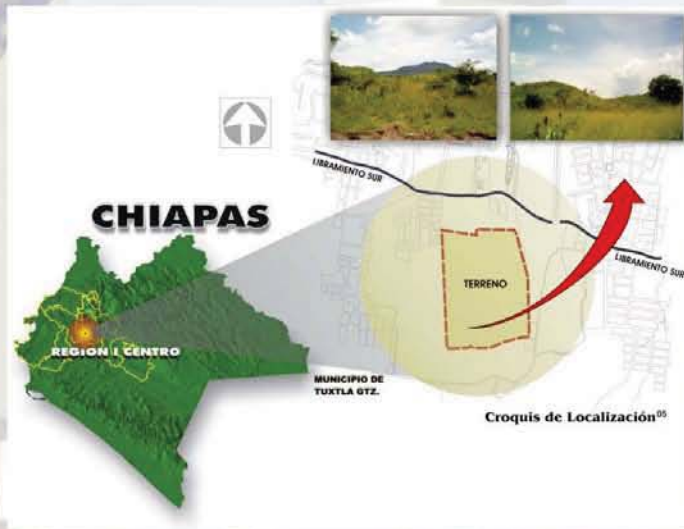 LIBRAMIENTO SUR
CHIAPAS
LIBRAMIENTO SUR
TERRENO
REGION I CENTRO
MUNICIPIO DE
TUXTLA GTZ.
Croquis de Localización⁰⁵